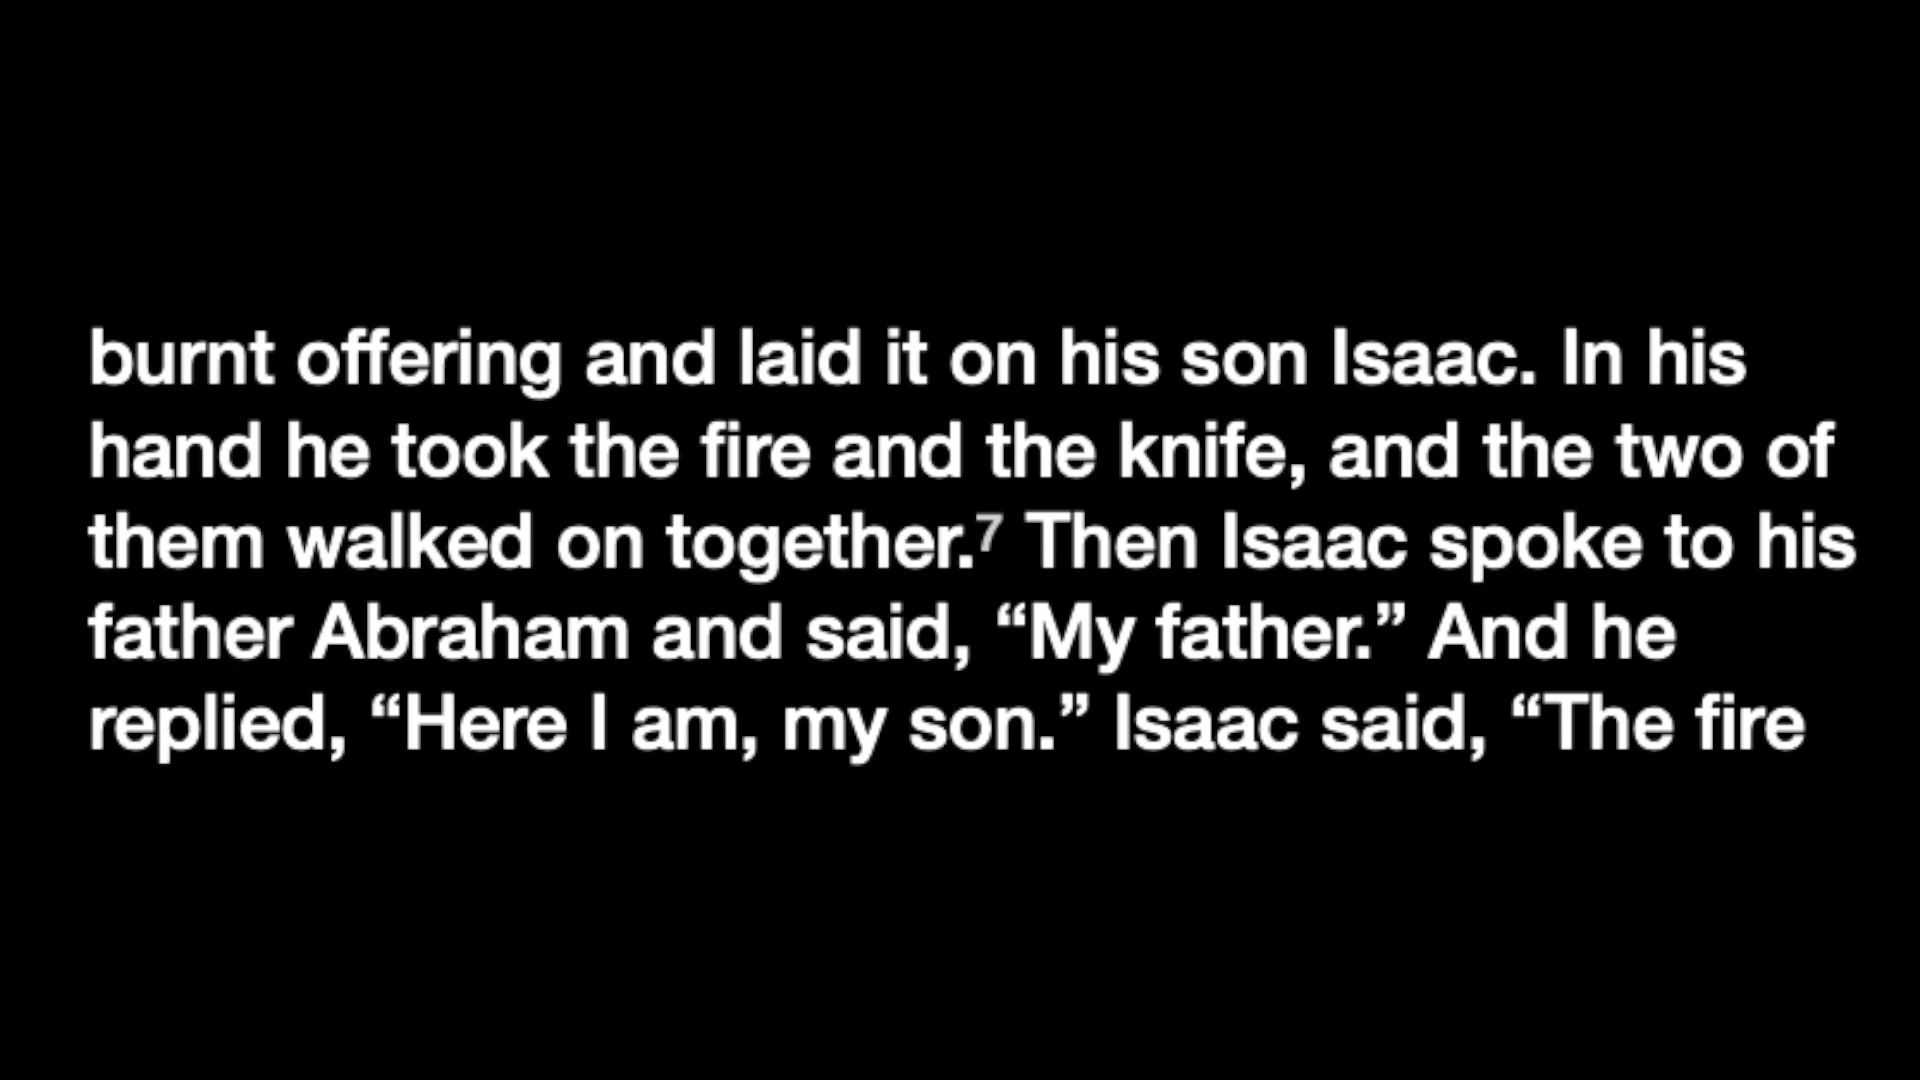 burnt offering and laid it on his son Isaac. In his
hand he took the fire and the knife, and the two of
them walked on together.⁷ Then Isaac spoke to his
father Abraham and said, “My father.” And he
replied, “Here I am, my son.” Isaac said, “The fire